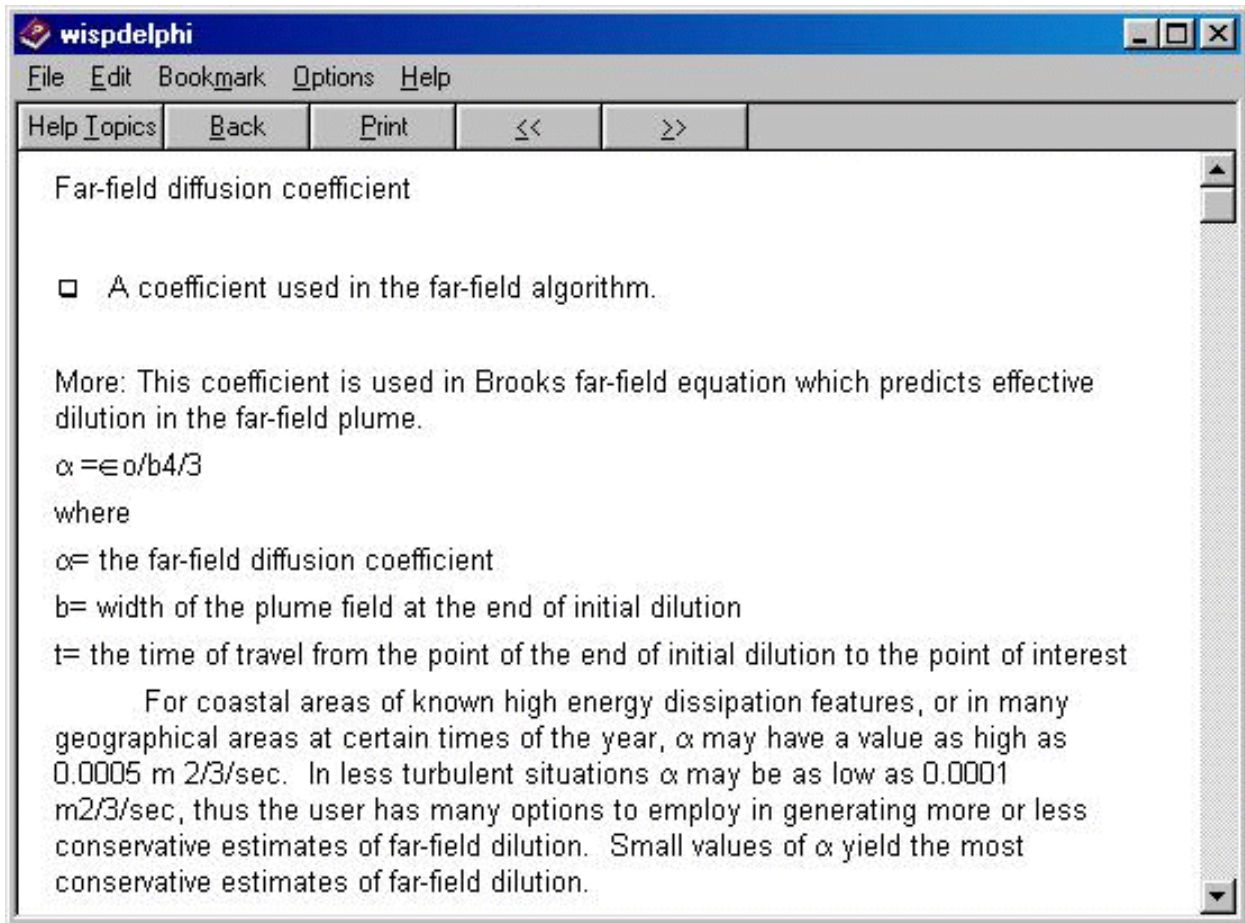 wispdelphi
File Edit Bookmark Options Help
Help Topics Back Print << >>
Far-field diffusion coefficient
A coefficient used in the far-field algorithm.
More: This coefficient is used in Brooks far-field equation which predicts effective
dilution in the far-field plume.
α =∈o/b4/3
where
α= the far-field diffusion coefficient
b= width of the plume field at the end of initial dilution
t= the time of travel from the point of the end of initial dilution to the point of interest
For coastal areas of known high energy dissipation features, or in many
geographical areas at certain times of the year, α may have a value as high as
0.0005 m 2/3/sec. In less turbulent situations α may be as low as 0.0001
m2/3/sec, thus the user has many options to employ in generating more or less
conservative estimates of far-field dilution. Small values of α yield the most
conservative estimates of far-field dilution.